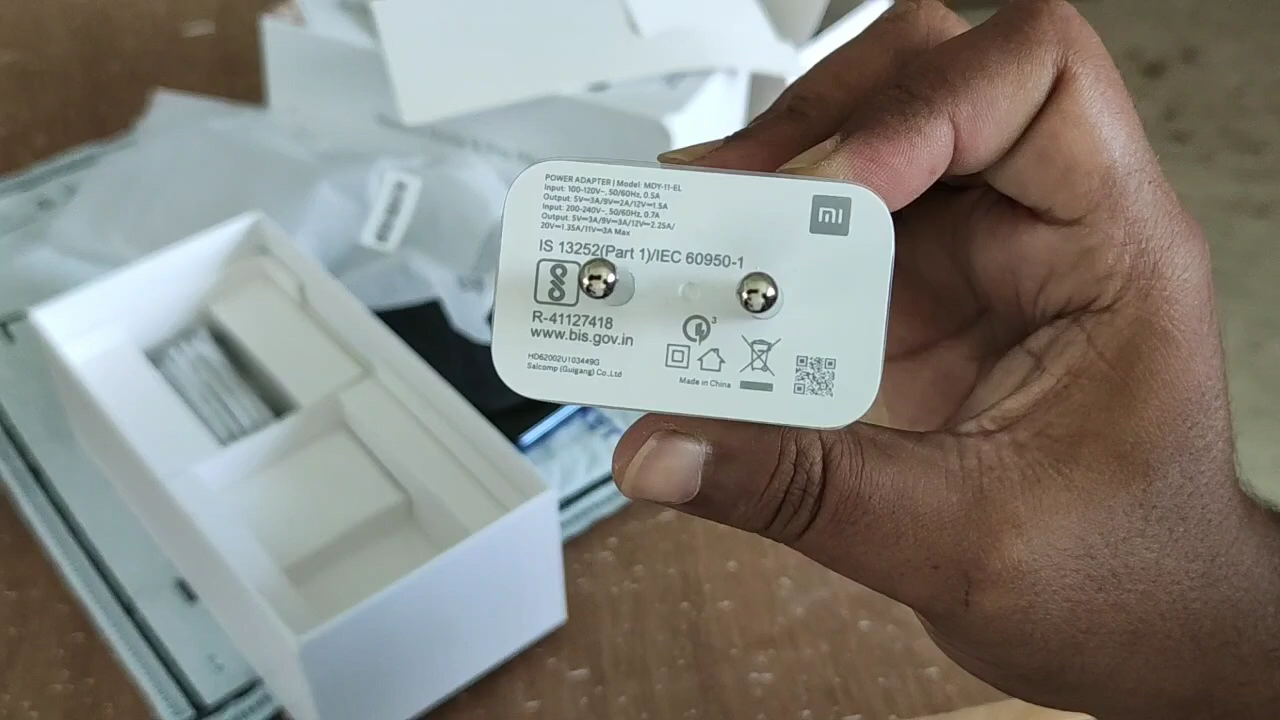 POWER ADAPTER | Model: MDY-11-EL
Input: 100-120V~, 50/60Hz, 0.5A
Output: 5V⎓3A/9V⎓2A/12V⎓1.5A
Input: 200-240V~, 50/60Hz, 0.7A
Output: 5V⎓3A/9V⎓3A/12V⎓2.25A/
20V⎓1.35A/11V⎓3A Max
mi
IS 13252(Part 1)/IEC 60950-1
R-41127418
www.bis.gov.in
3
HD62002U103449G
Salcomp (Guigang) Co.,Ltd
Made in China